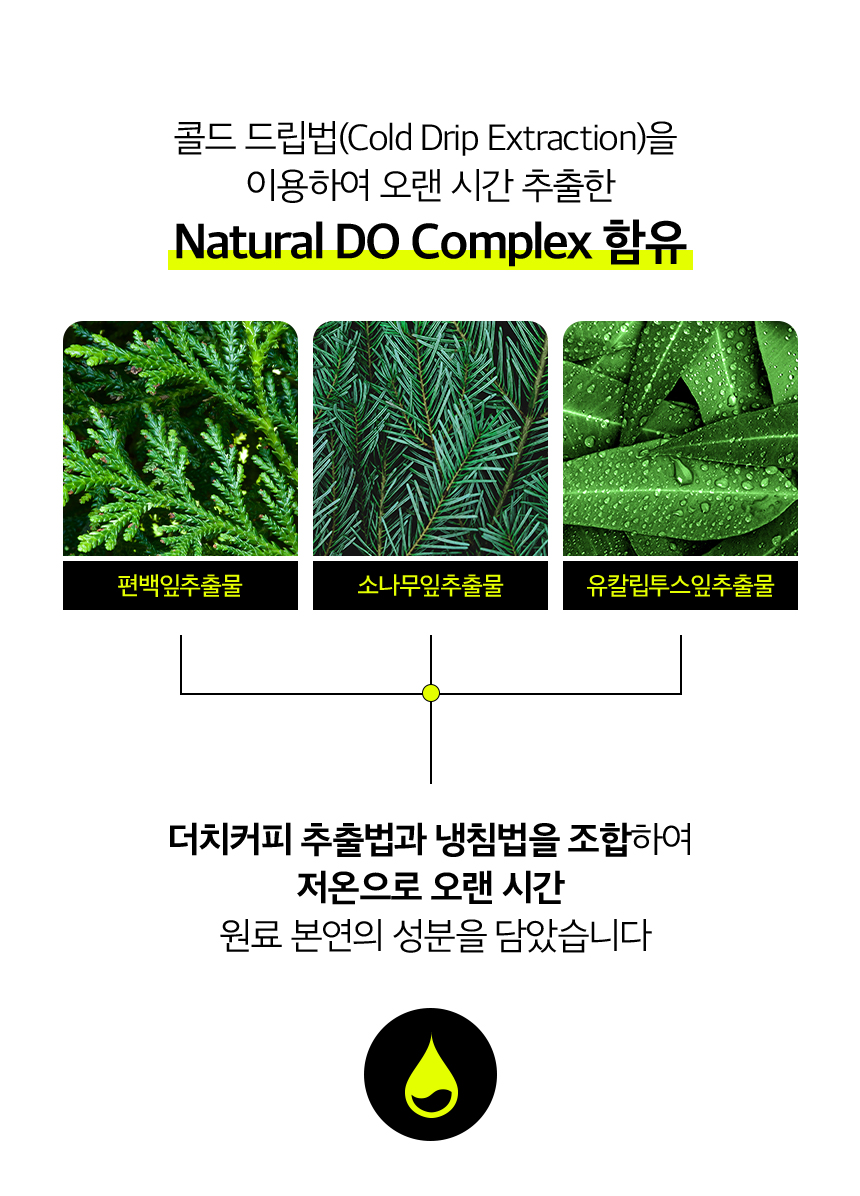 콜드 드립법(Cold Drip Extraction)을
이용하여 오랜 시간 추출한
Natural DO Complex 함유
편백잎추출물
소나무잎추출물
유칼립투스잎추출물
더치커피 추출법과 냉침법을 조합하여
저온으로 오랜 시간
원료 본연의 성분을 담았습니다